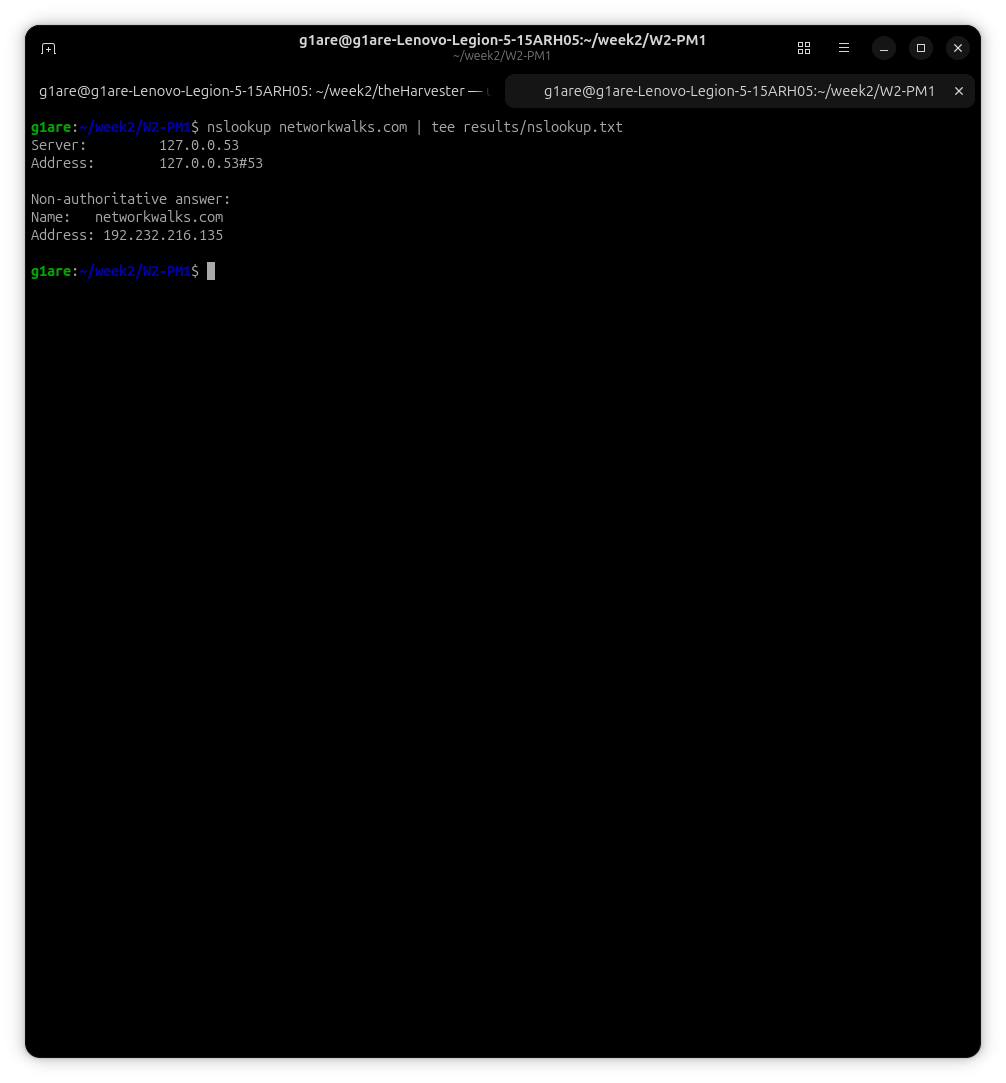 g1are@g1are-Lenovo-Legion-5-15ARH05:~/week2/W2-PM1
~/week2/W2-PM1
g1are@g1are-Lenovo-Legion-5-15ARH05: ~/week2/theHarvester —
g1are@g1are-Lenovo-Legion-5-15ARH05:~/week2/W2-PM1
g1are:~/week2/W2-PM1$ nslookup networkwalks.com | tee results/nslookup.txt
Server:         127.0.0.53
Address:        127.0.0.53#53
Non-authoritative answer:
Name:   networkwalks.com
Address: 192.232.216.135
g1are:~/week2/W2-PM1$